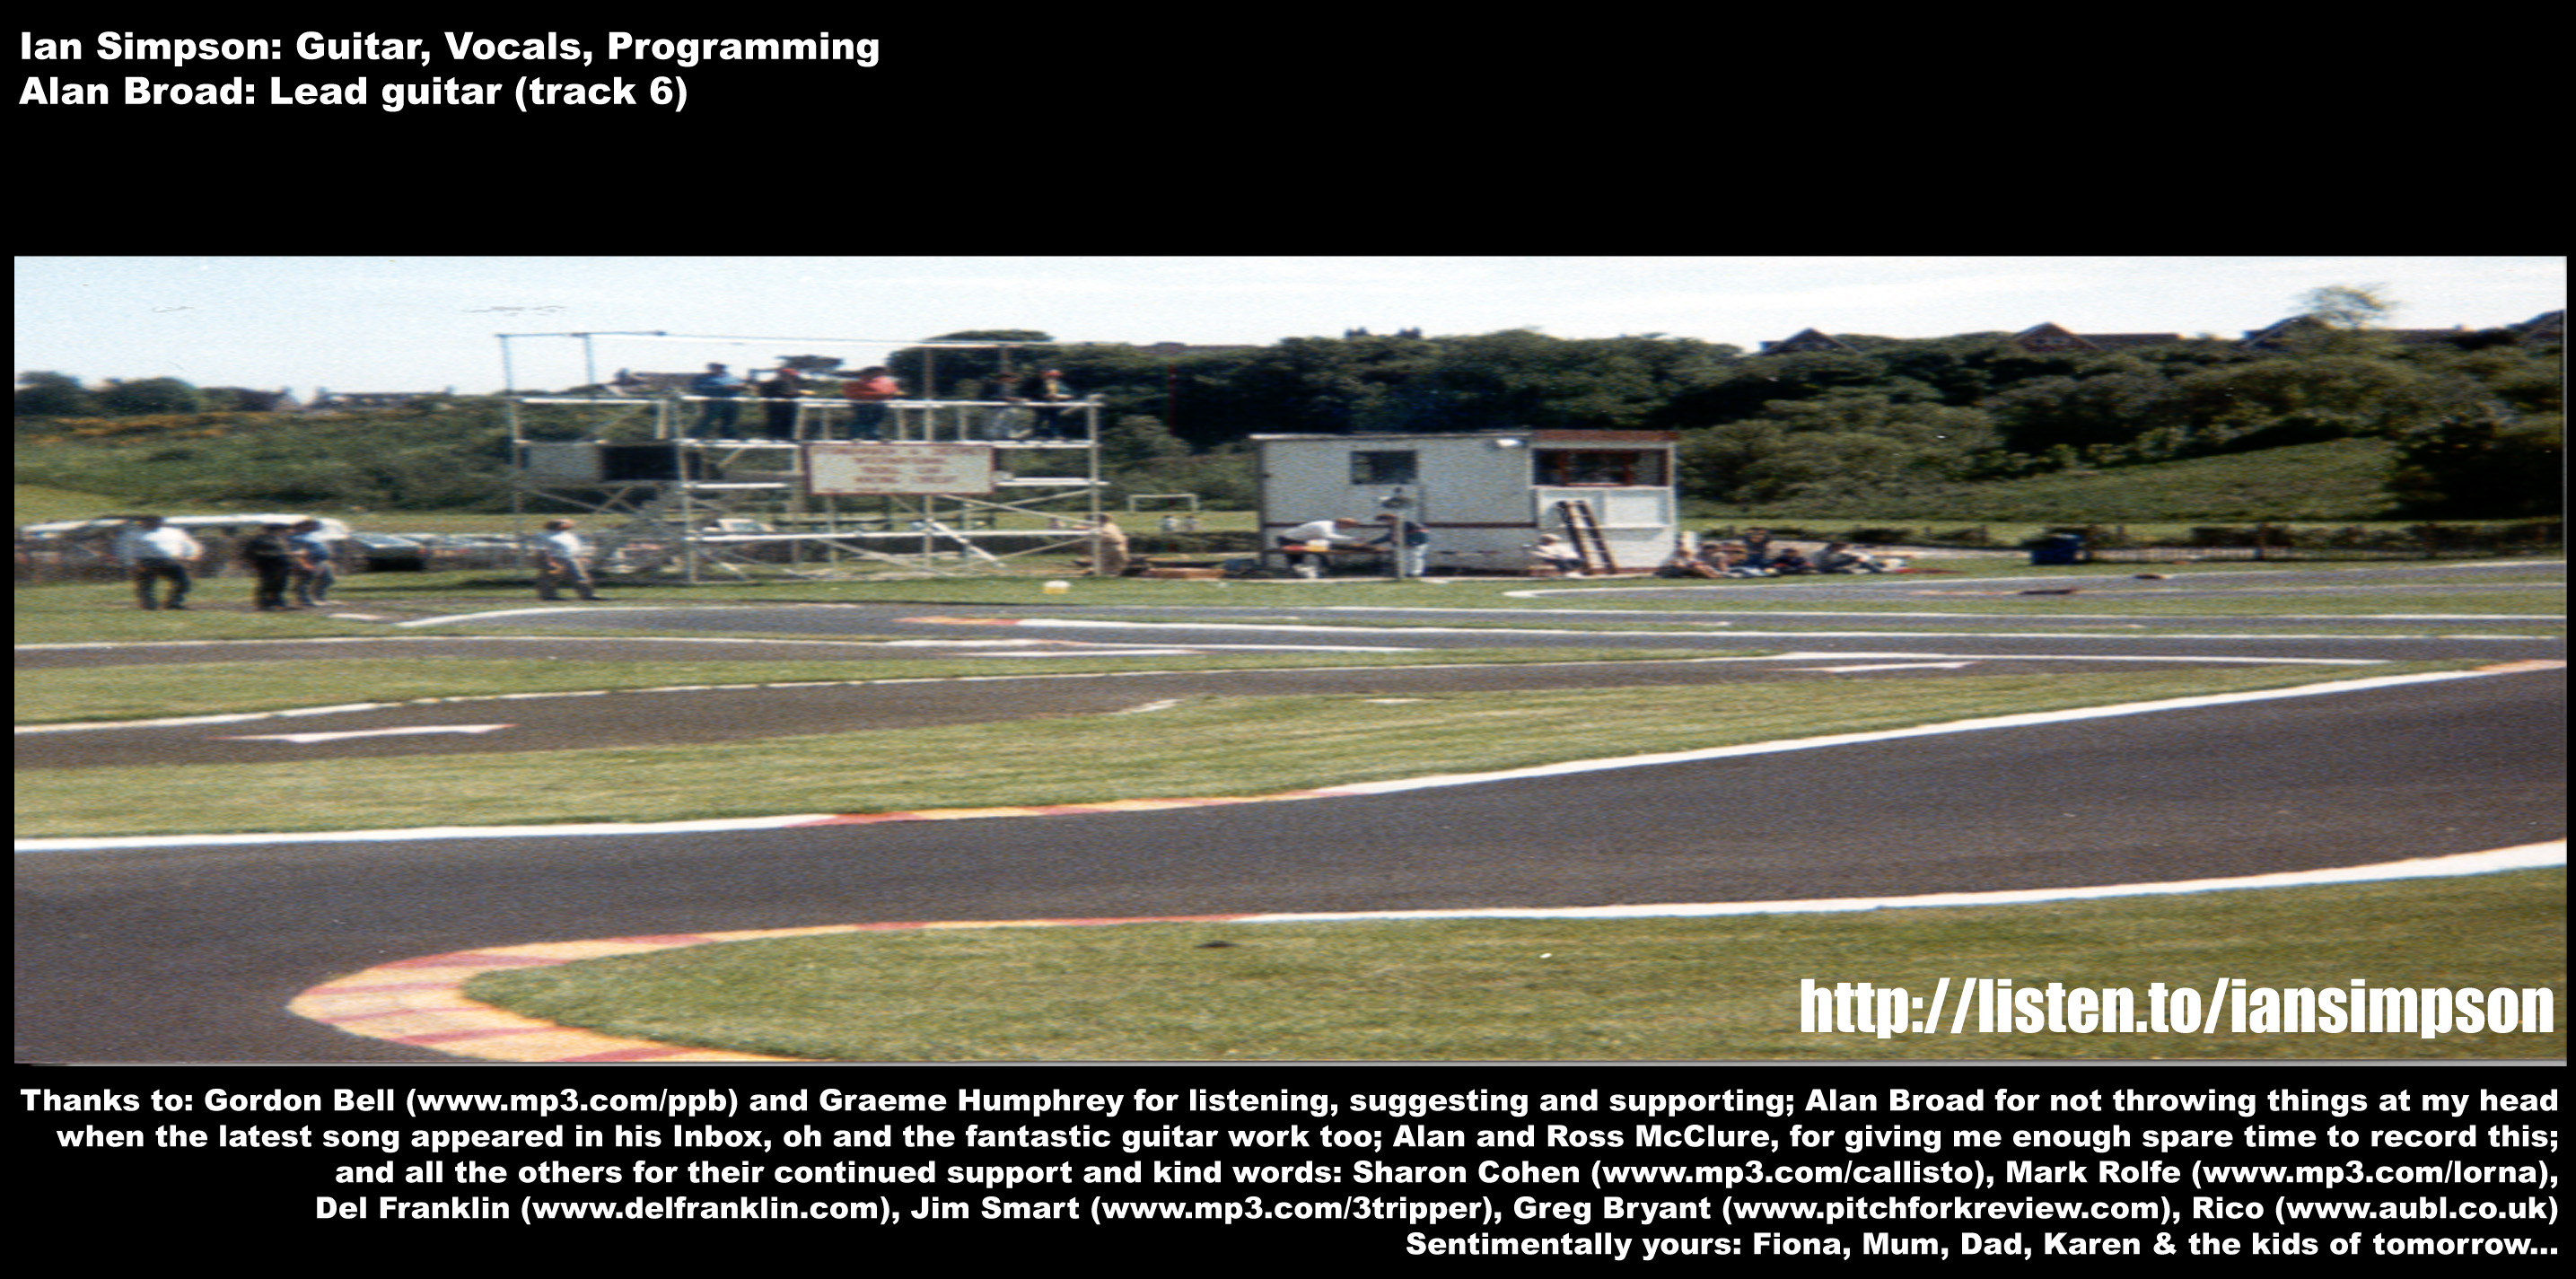 Ian Simpson: Guitar, Vocals, Programming
Alan Broad: Lead guitar (track 6)
http://listen.to/iansimpson
Thanks to: Gordon Bell (www.mp3.com/ppb) and Graeme Humphrey for listening, suggesting and supporting; Alan Broad for not throwing things at my head
when the latest song appeared in his Inbox, oh and the fantastic guitar work too; Alan and Ross McClure, for giving me enough spare time to record this;
and all the others for their continued support and kind words: Sharon Cohen (www.mp3.com/callisto), Mark Rolfe (www.mp3.com/lorna),
Del Franklin (www.delfranklin.com), Jim Smart (www.mp3.com/3tripper), Greg Bryant (www.pitchforkreview.com), Rico (www.aubl.co.uk)
Sentimentally yours: Fiona, Mum, Dad, Karen & the kids of tomorrow...